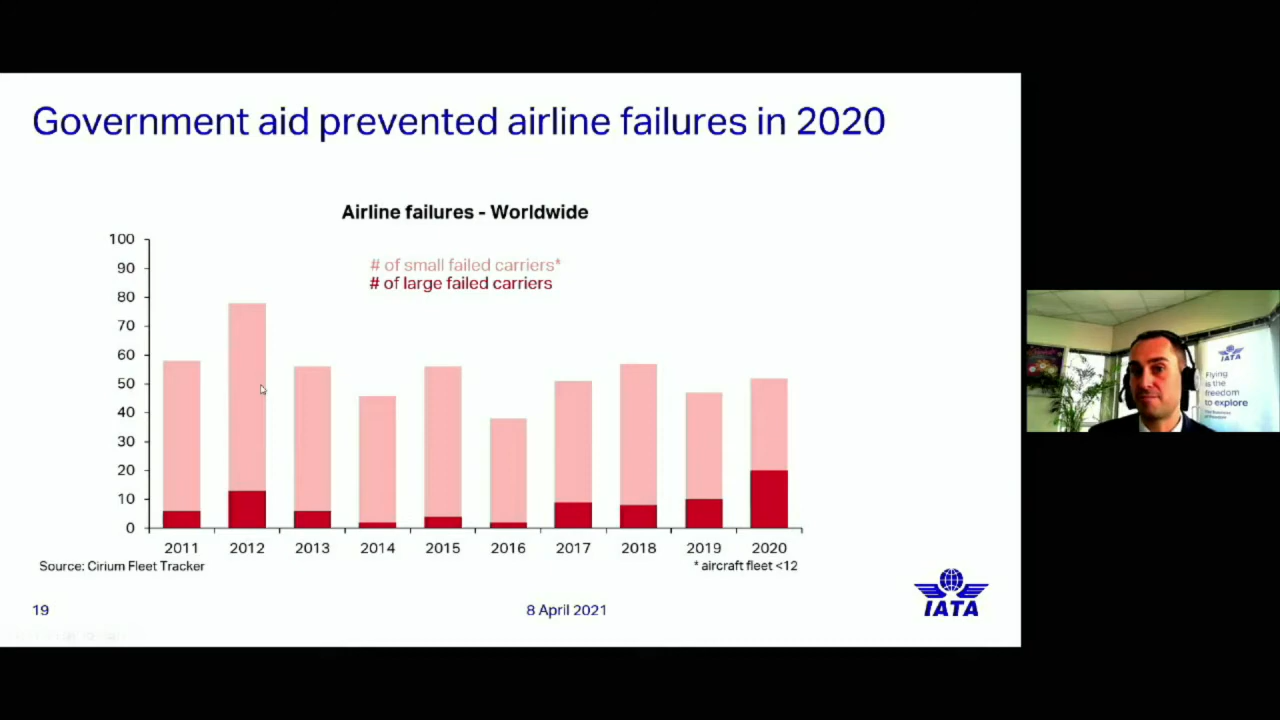 Government aid prevented airline failures in 2020
Airline failures - Worldwide
# of small failed carriers*
# of large failed carriers
100
90
80
70
60
50
40
30
20
10
0
2011 2012 2013 2014 2015 2016 2017 2018 2019 2020
Source: Cirium Fleet Tracker
* aircraft fleet <12
19
8 April 2021
IATA
IATA
Flying
is the
freedom
to explore